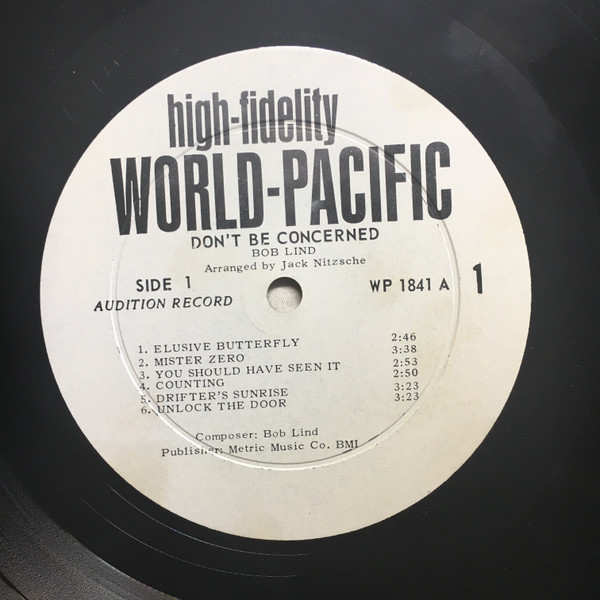 high-fidelity
WORLD-PACIFIC
DON'T BE CONCERNED
BOB LIND
Arranged by Jack Nitzsche
SIDE 1 WP 1841 A 1
AUDITION RECORD
1. ELUSIVE BUTTERFLY 2:46
2. MISTER ZERO 3:38
3. YOU SHOULD HAVE SEEN IT 2:53
4. COUNTING 2:50
5. DRIFTER'S SUNRISE 3:23
6. UNLOCK THE DOOR 3:23
Composer: Bob Lind
Publisher: Metric Music Co. BMI